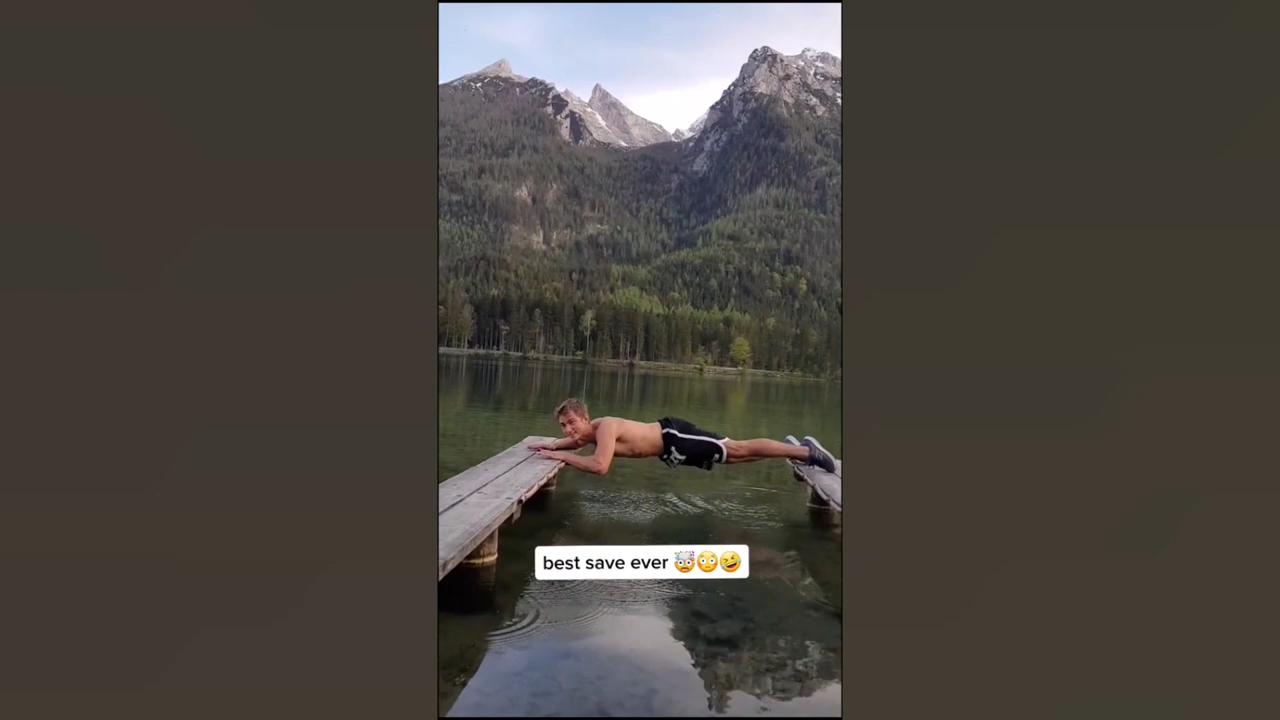 best save ever 🤯😳🤣